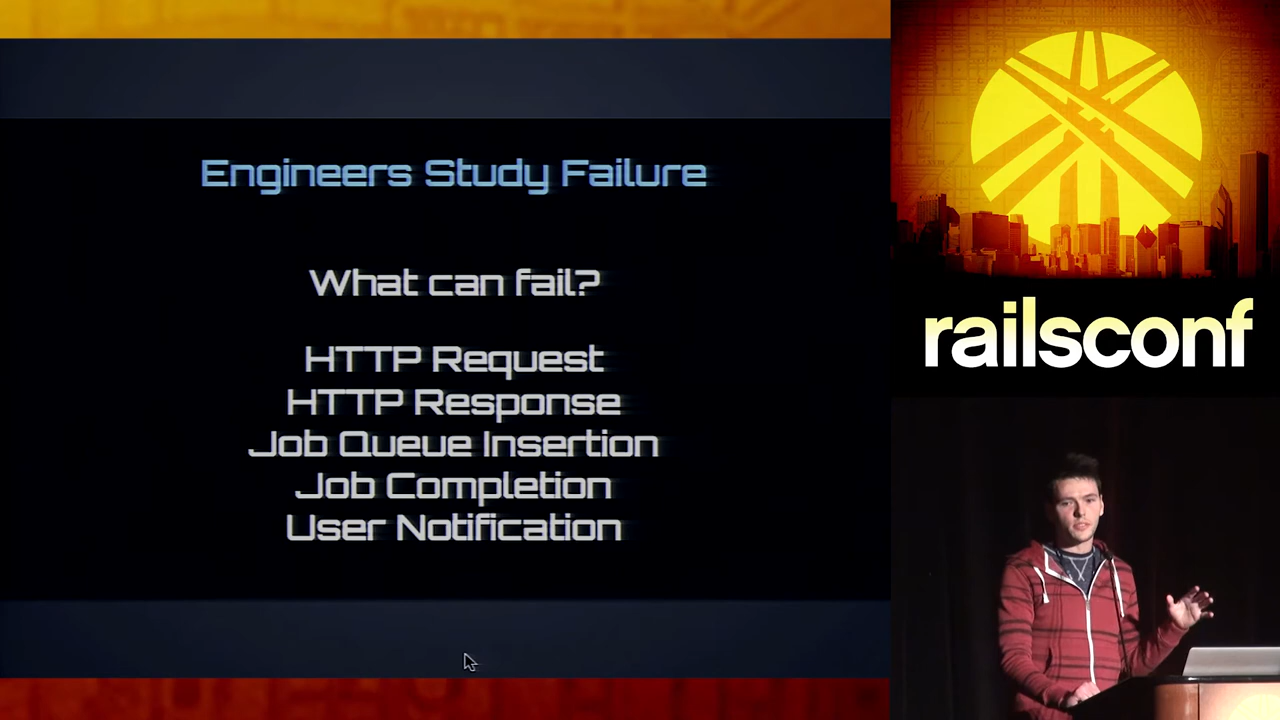 Engineers Study Failure
What can fail?
HTTP Request
HTTP Response
Job Queue Insertion
Job Completion
User Notification
railsconf